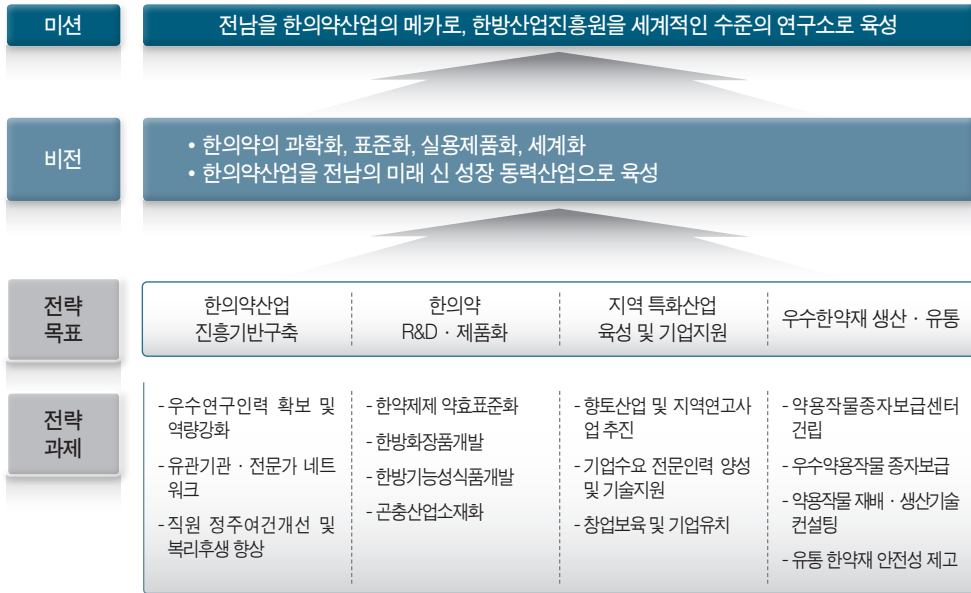 미션
전남을 한의약산업의 메카로, 한방산업진흥원을 세계적인 수준의 연구소로 육성
비전
• 한의약의 과학화, 표준화, 실용제품화, 세계화
• 한의약산업을 전남의 미래 신 성장 동력산업으로 육성
전략
목표
한의약산업
진흥기반구축
한의약
R&D · 제품화
지역 특화산업
육성 및 기업지원
우수한약재 생산 · 유통
전략
과제
- 우수연구인력 확보 및
역량강화
- 유관기관 · 전문가 네트
워크
- 직원 정주여건개선 및
복리후생 향상
- 한약제제 약효표준화
- 한방화장품개발
- 한방기능성식품개발
- 곤충산업소재화
- 향토산업 및 지역연고사
업 추진
- 기업수요 전문인력 양성
및 기술지원
- 창업보육 및 기업유치
- 약용작물종자보급센터
건립
- 우수약용작물 종자보급
- 약용작물 재배 · 생산기술
컨설팅
- 유통 한약재 안전성 제고